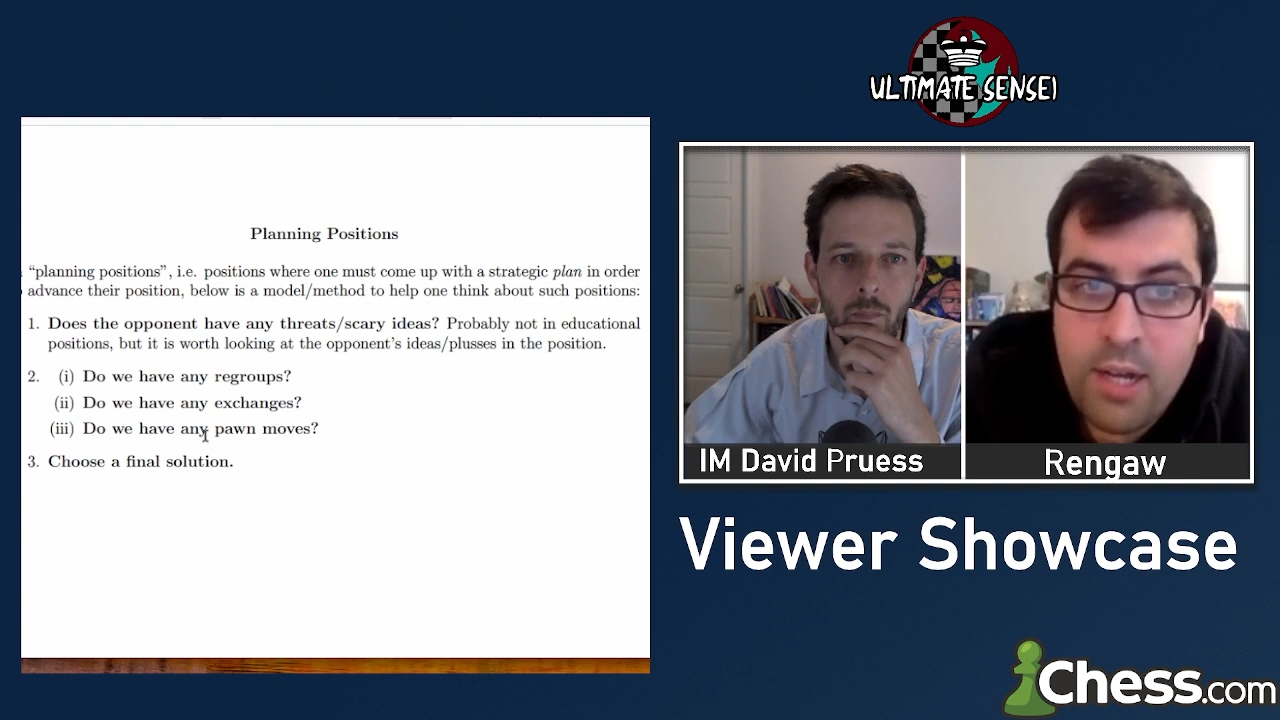 ULTIMATE SENSEI
Planning Positions
“planning positions”, i.e. positions where one must come up with a strategic plan in order
advance their position, below is a model/method to help one think about such positions:
1. Does the opponent have any threats/scary ideas? Probably not in educational
positions, but it is worth looking at the opponent’s ideas/plusses in the position.
2. (i) Do we have any regroups?
(ii) Do we have any exchanges?
(iii) Do we have any pawn moves?
3. Choose a final solution.
IM David Pruess
Rengaw
Viewer Showcase
Chess.com